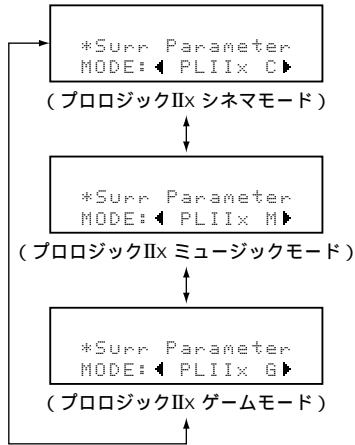 *Surr Parameter
MODE:◀ PLIIx C▶
(プロロジックIIx シネマモード)
*Surr Parameter
MODE:◀ PLIIx M▶
(プロロジックIIx ミュージックモード)
*Surr Parameter
MODE:◀ PLIIx G▶
(プロロジックIIx ゲームモード)